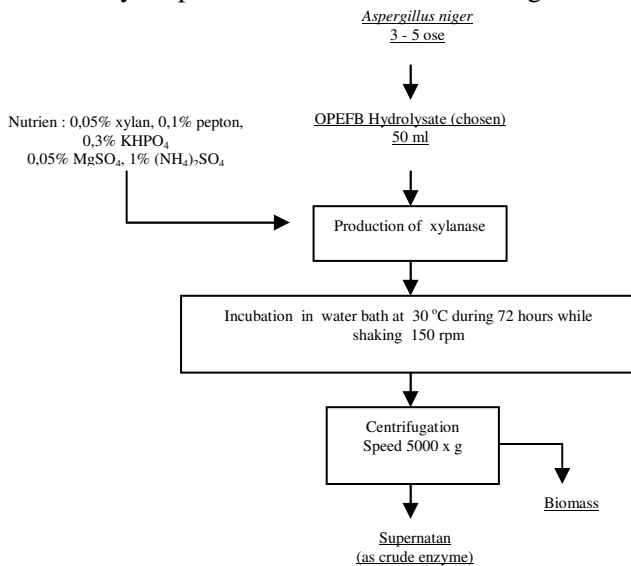 Aspergillus niger
3 - 5 ose
Nutrien : 0,05% xylan, 0,1% pepton,
0,3% KHPO4
0,05% MgSO4, 1% (NH4)2SO4
OPEFB Hydrolysate (chosen)
50 ml
Production of xylanase
Incubation in water bath at 30 °C during 72 hours while
shaking 150 rpm
Centrifugation
Speed 5000 x g
Biomass
Supernatan
(as crude enzyme)